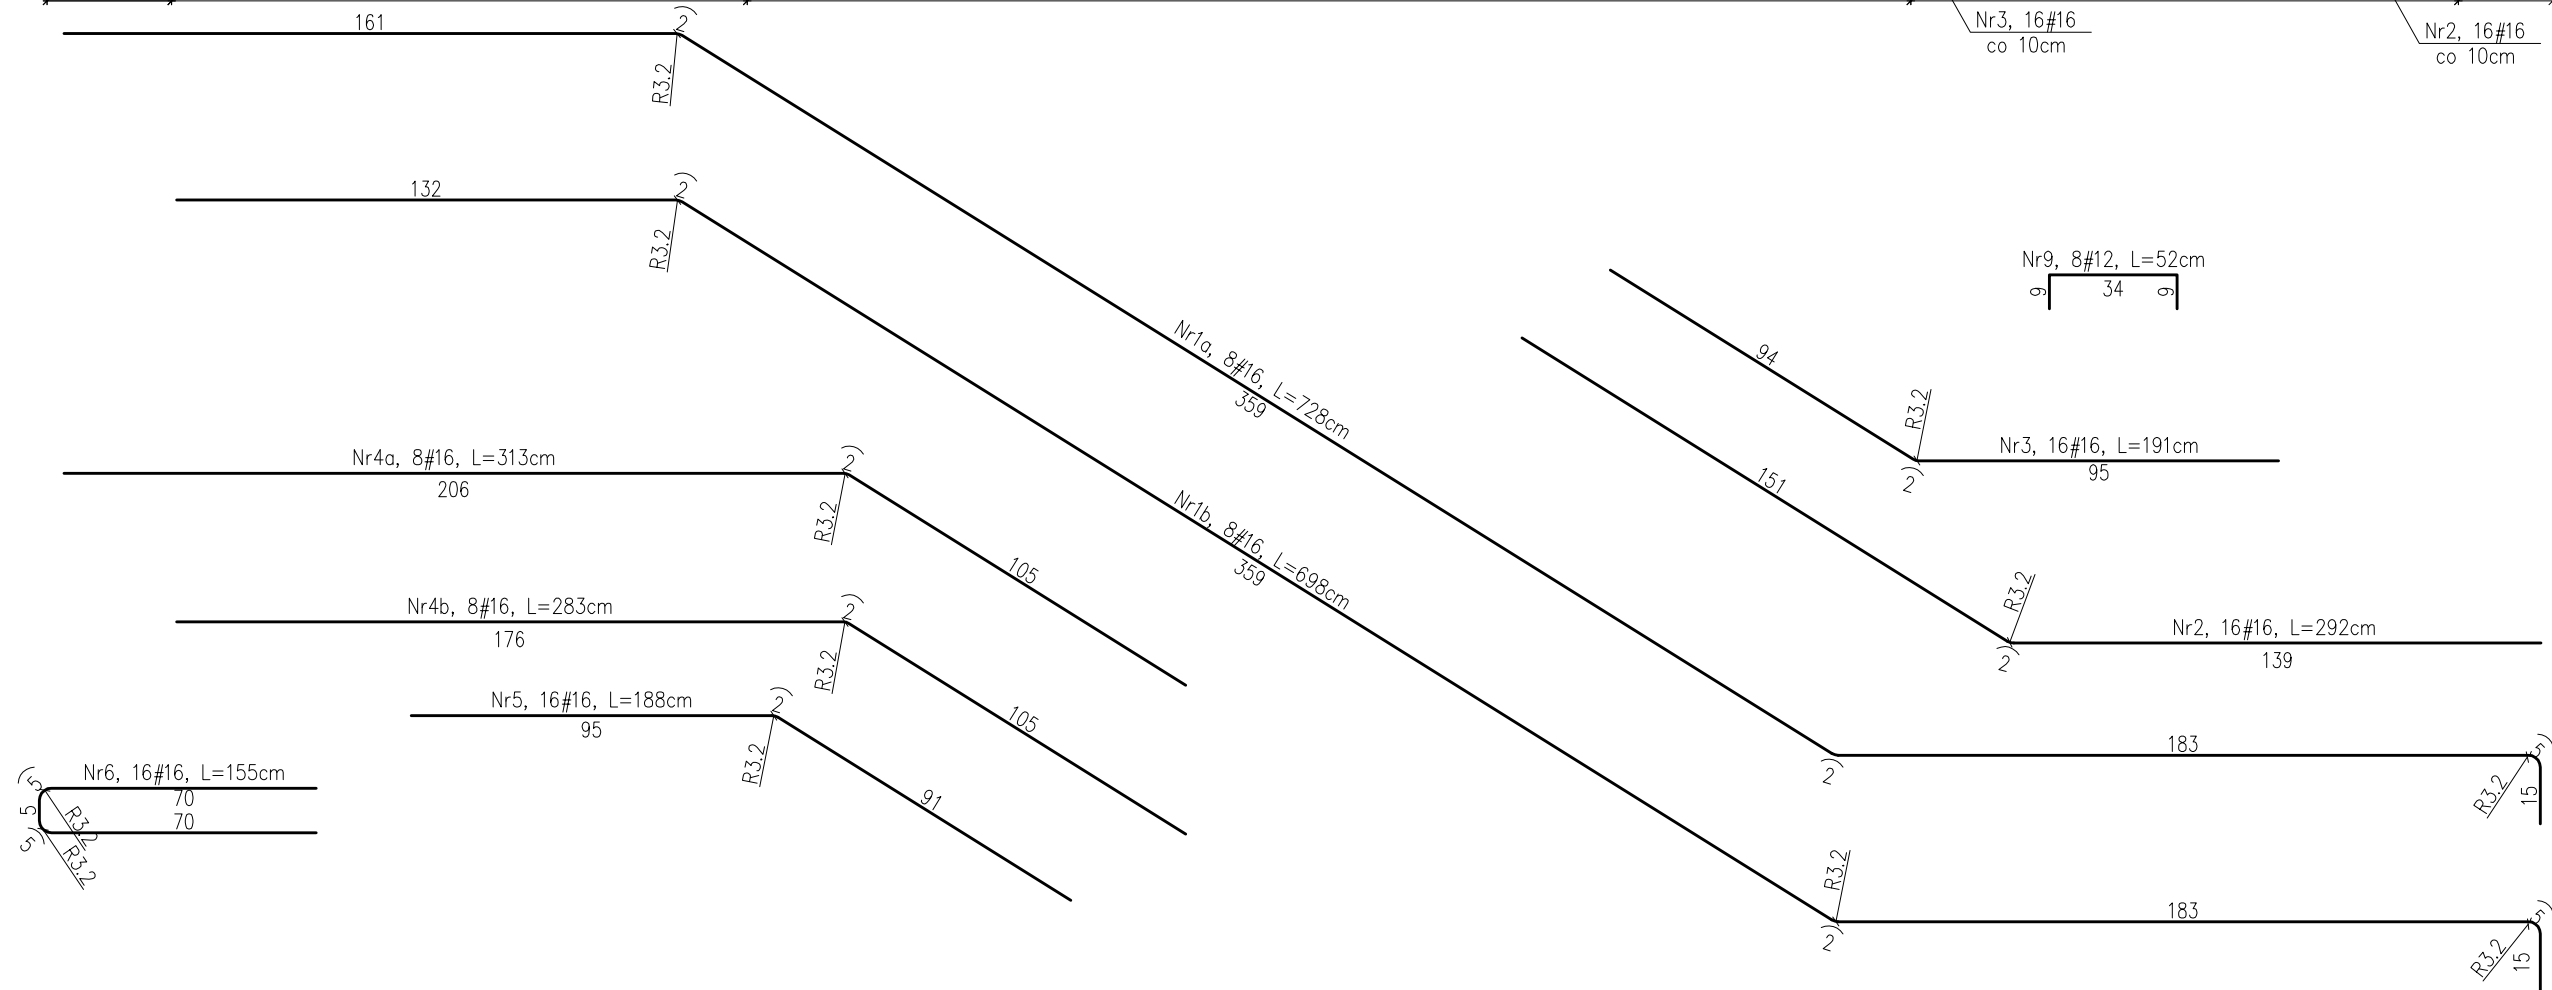 161
2
R3.2
Nr3, 16#16
co 10cm
Nr2, 16#16
co 10cm
132
2
R3.2
Nr9, 8#12, L=52cm
9
34
9
Nr1a, 8#16, L=728cm
359
94
R3.2
Nr3, 16#16, L=191cm
95
2
Nr4a, 8#16, L=313cm
206
2
R3.2
105
151
Nr1b, 8#16, L=698cm
359
R3.2
2
Nr2, 16#16, L=292cm
139
Nr4b, 8#16, L=283cm
176
2
R3.2
105
Nr5, 16#16, L=188cm
95
2
R3.2
91
183
2
5
R3.2
15
Nr6, 16#16, L=155cm
70
70
5
5
5
R3.2
R3.2
R3.2
2
183
5
R3.2
15